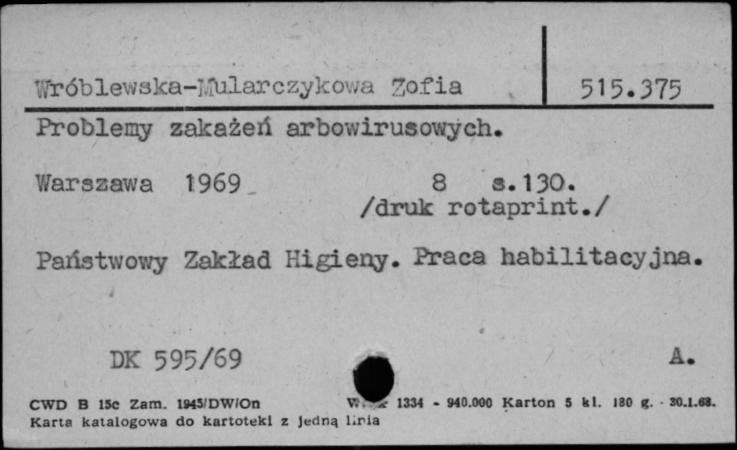 Wróblewska-Mularczykowa Zofia 515.375
Problemy zakażeń arbowirusowych.
Warszawa 1969 8 s.130.
/druk rotaprint./
Państwowy Zakład Higieny. Praca habilitacyjna.
DK 595/69 A.
CWD B 15c Zam. 1945/DW/On 1334 - 940.000 Karton 5 kl. 180 g. - 30.1.68.
Karta katalogowa do kartoteki z jedną linia